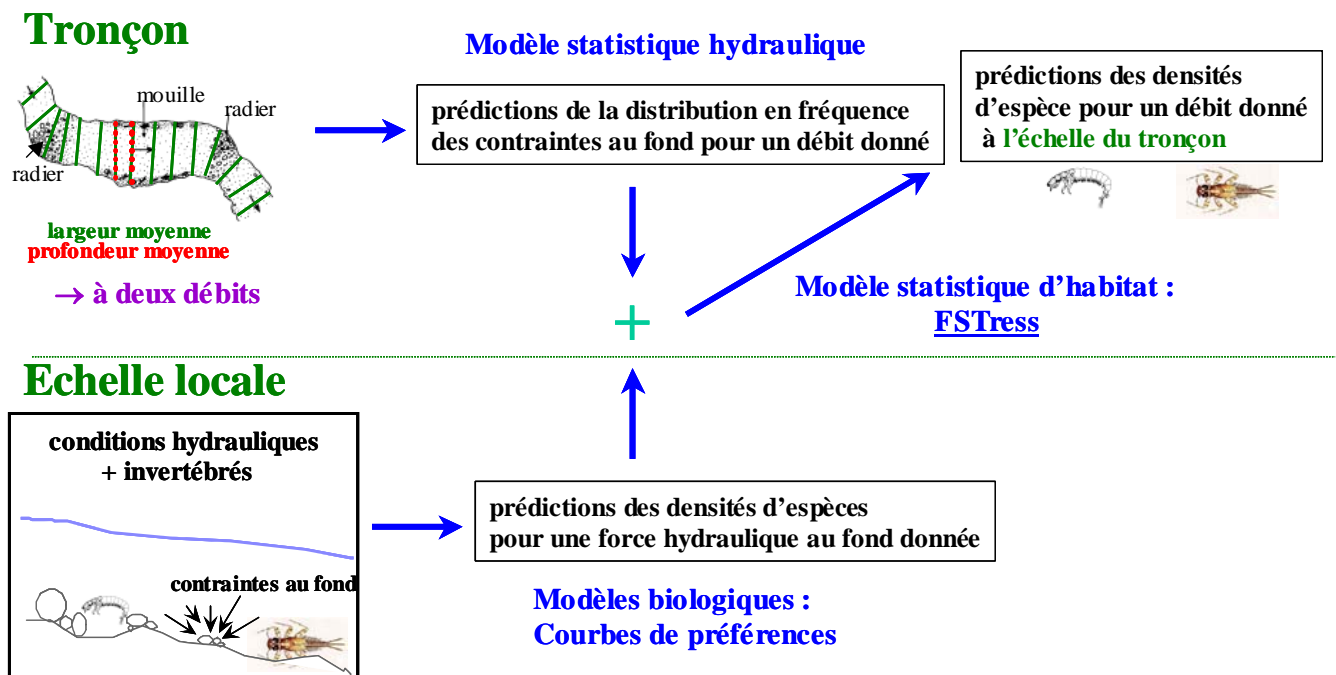 Tronçon
mouille
radier
radier
largeur moyenne
profondeur moyenne
→ à deux débits
Modèle statistique hydraulique
prédictions de la distribution en fréquence
des contraintes au fond pour un débit donné
prédictions des densités
d’espèce pour un débit donné
à l’échelle du tronçon
+
Modèle statistique d’habitat :
FSTress
Echelle locale
conditions hydrauliques
+ invertébrés
contraintes au fond
prédictions des densités d’espèces
pour une force hydraulique au fond donnée
Modèles biologiques :
Courbes de préférences